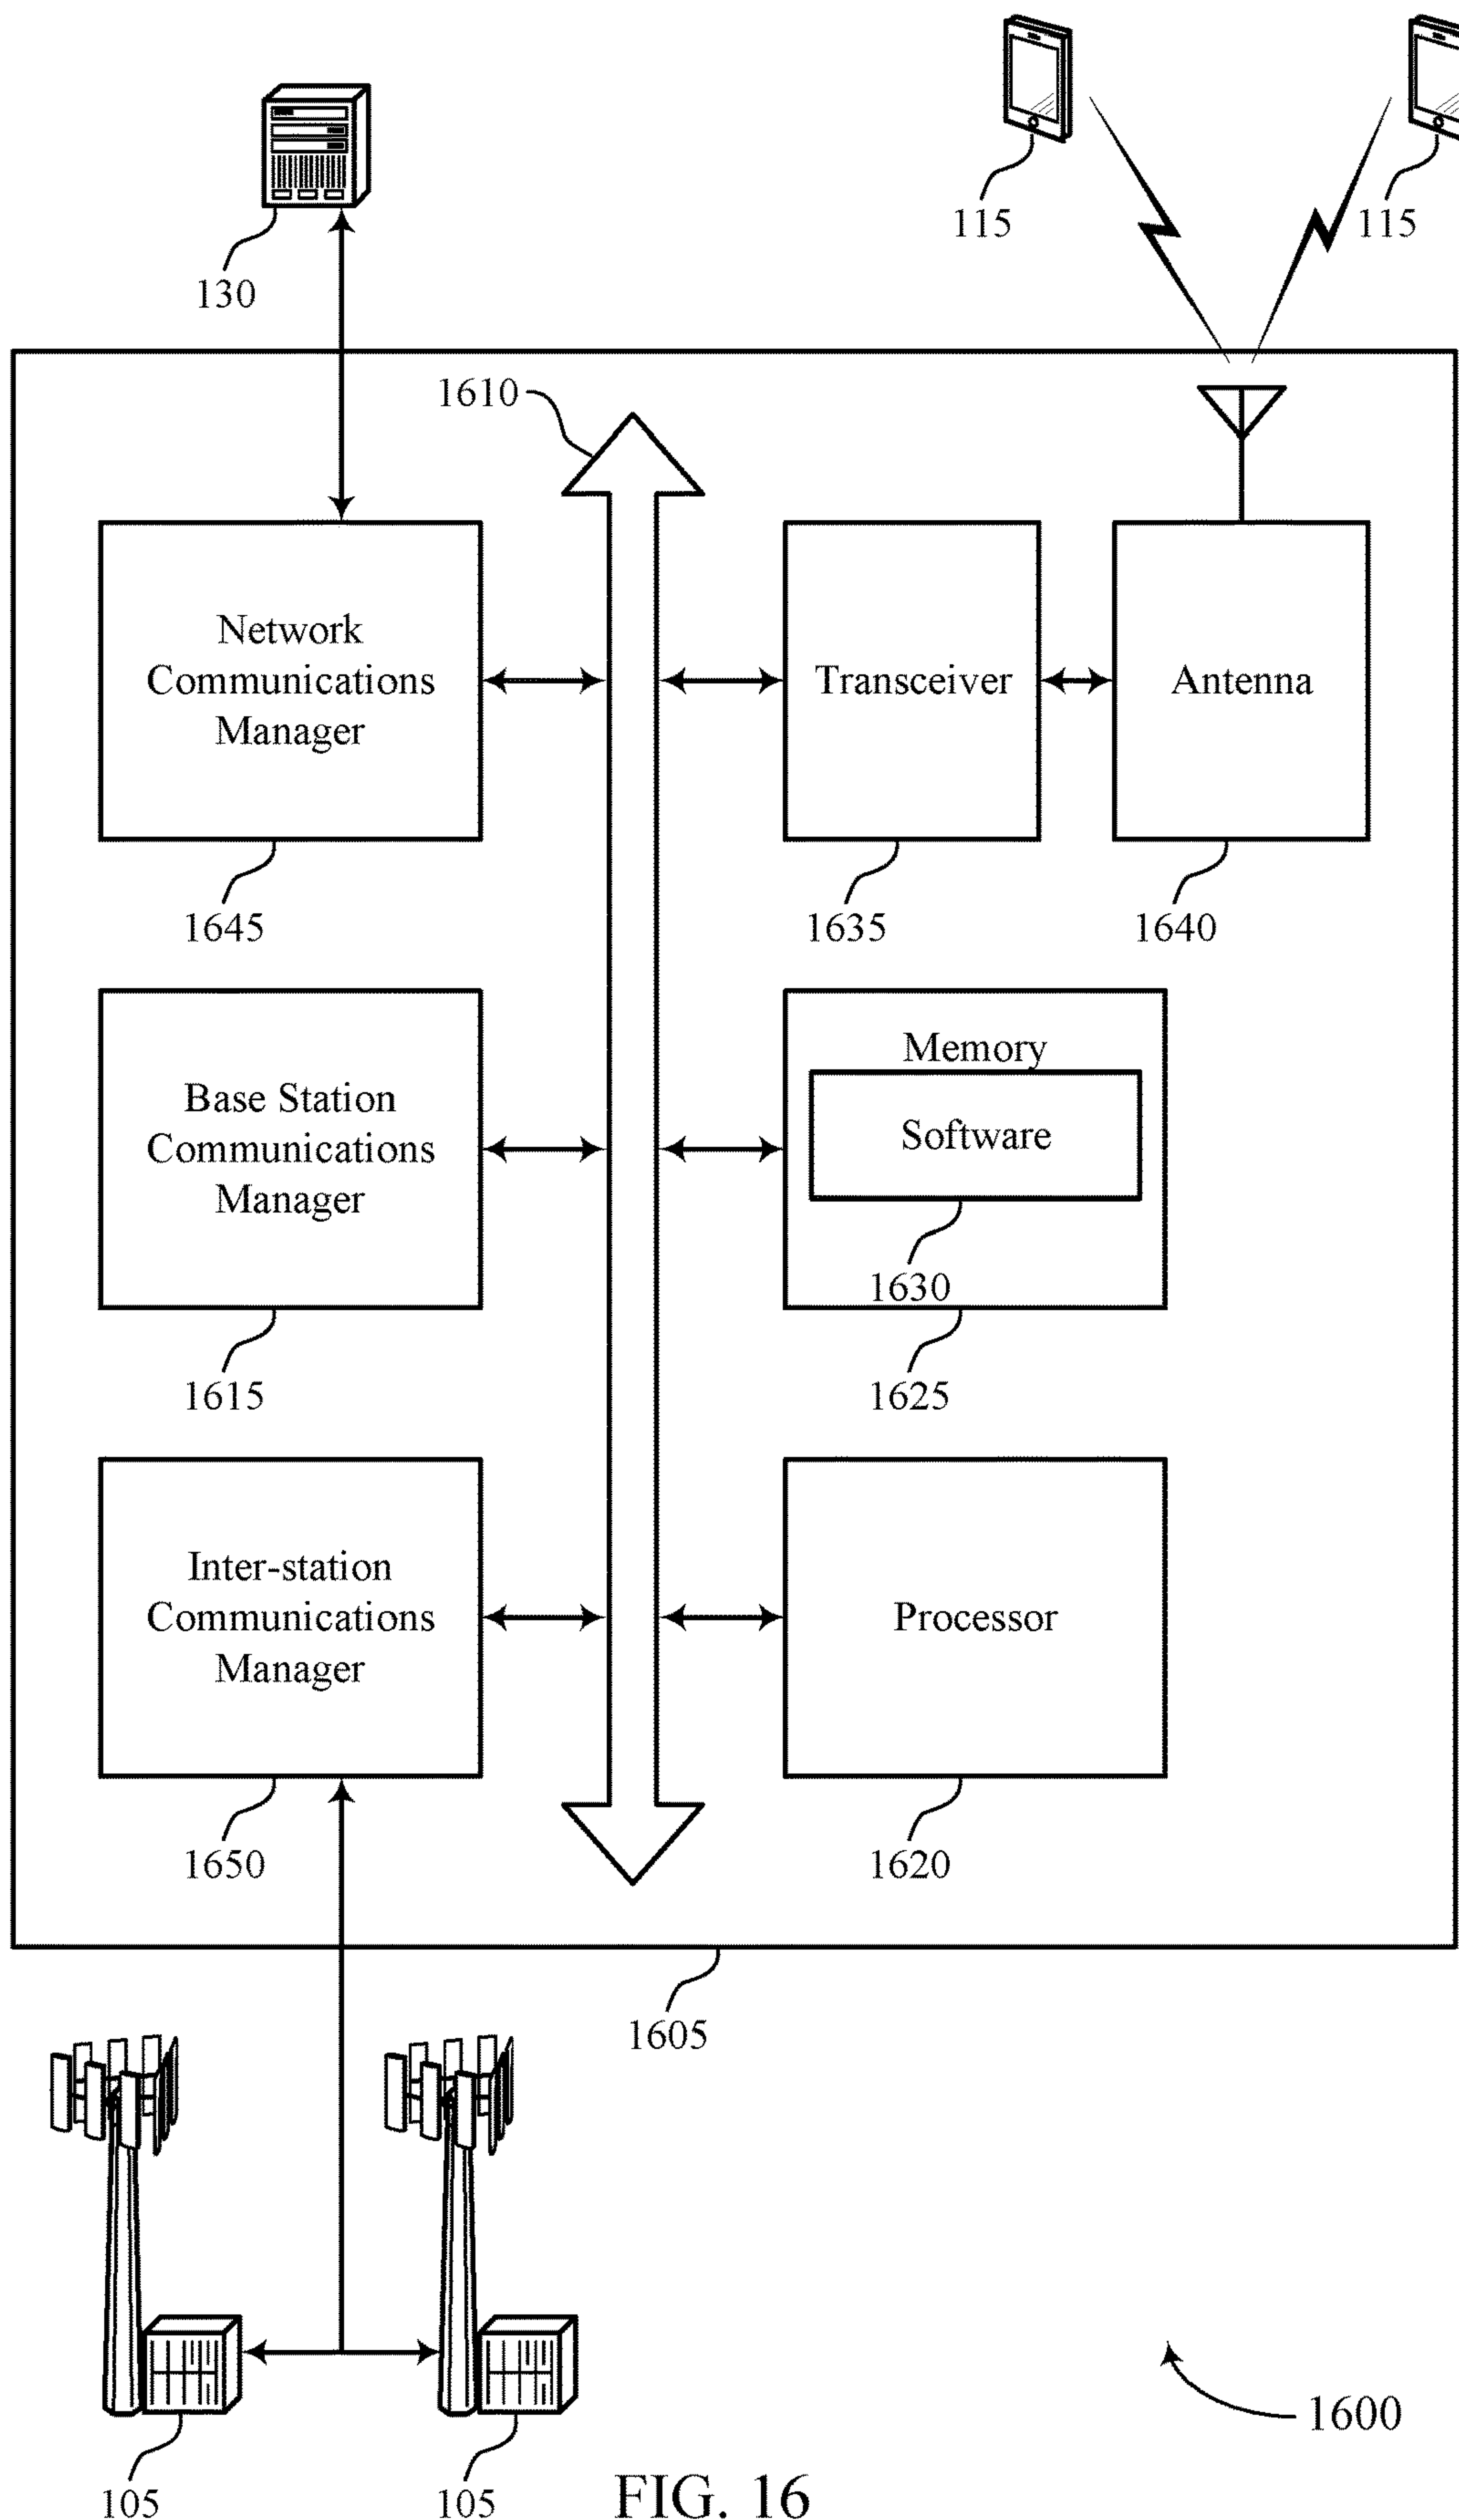 115
115
130
1610
Network
Communications
Manager
Transceiver
Antenna
1645
1635
1640
Base Station
Communications
Manager
Memory
Software
1630
1615
1625
Inter-station
Communications
Manager
Processor
1650
1620
1605
1600
105
105
FIG. 16